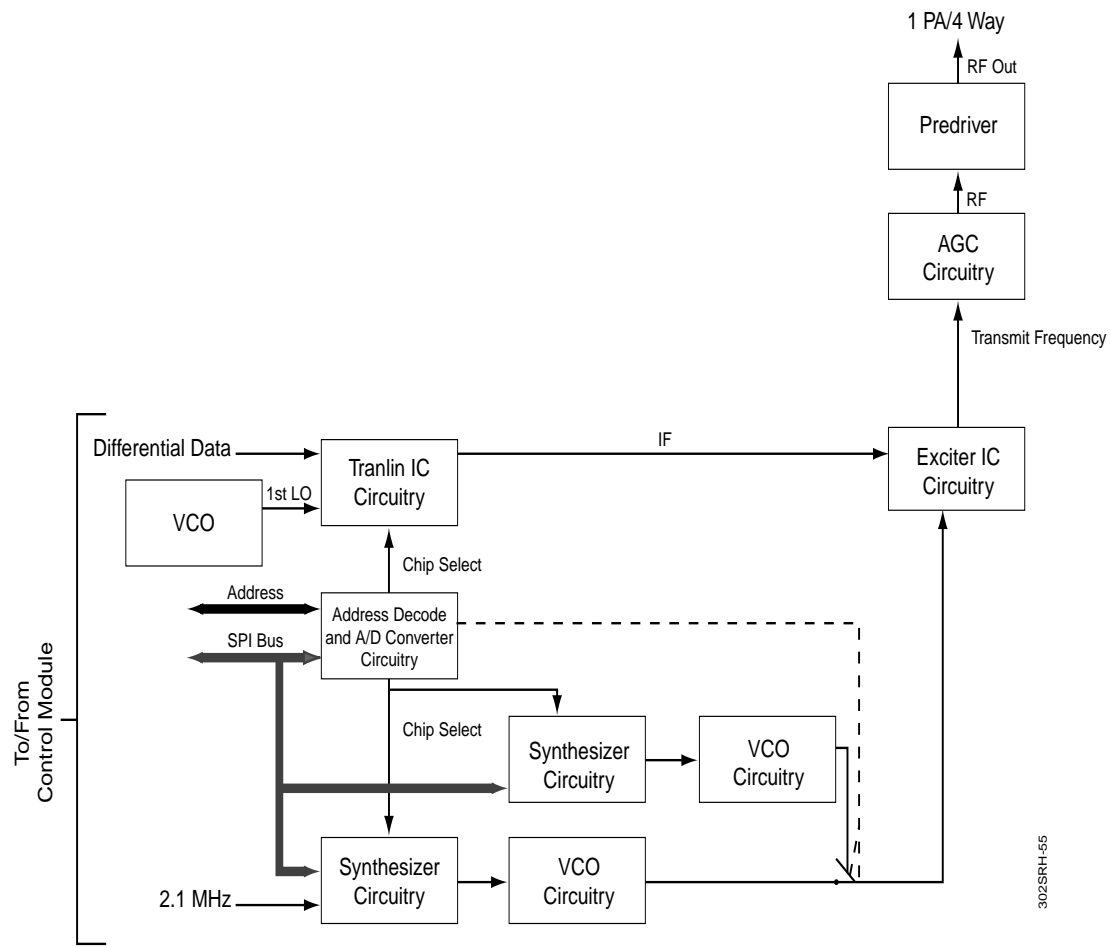 1 PA/4 Way
RF Out
Predriver
RF
AGC
Circuitry
Transmit Frequency
Differential Data
Tranlin IC
Circuitry
IF
Exciter IC
Circuitry
1st LO
VCO
Chip Select
Address
Address Decode
and A/D Converter
Circuitry
SPI Bus
To/From
Control Module
Chip Select
Synthesizer
Circuitry
VCO
Circuitry
Synthesizer
Circuitry
VCO
Circuitry
2.1 MHz
302SRH-55